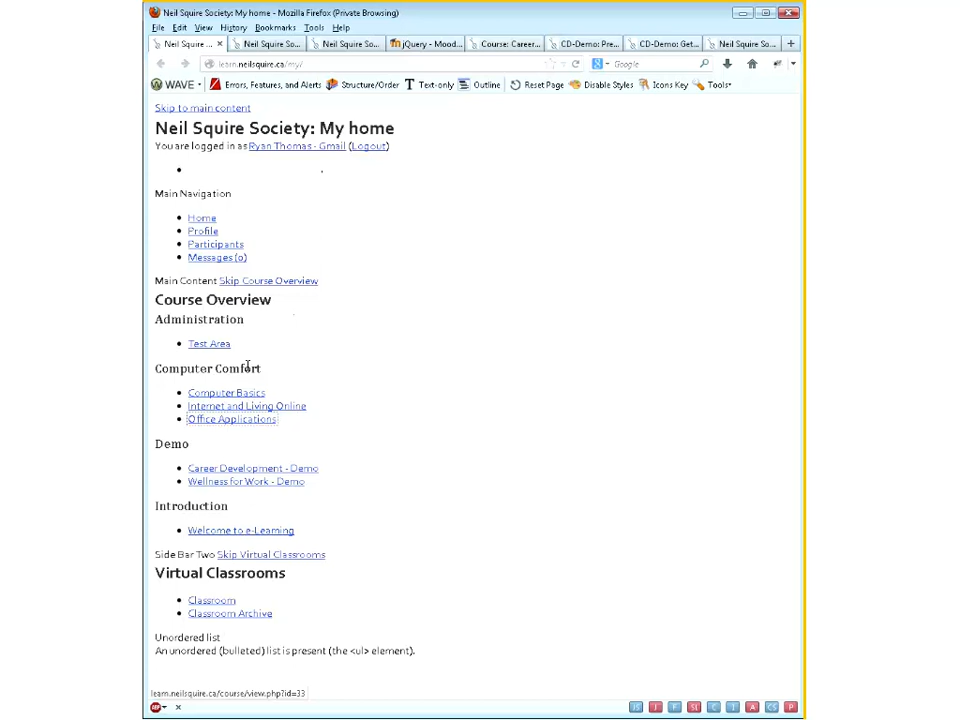 Neil Squire Society: My home - Mozilla Firefox (Private Browsing)
File Edit View History Bookmarks Tools Help
Neil Squire ... × Neil Squire So... Neil Squire So... jQuery - Mood... Course: Career... CD-Demo: Pre... CD-Demo: Get... Neil Squire So... +
learn.neilsquire.ca/my/ Google
WAVE Errors, Features, and Alerts Structure/Order Text-only Outline Reset Page Disable Styles Icons Key Tools
Skip to main content
Neil Squire Society: My home
You are logged in as Ryan Thomas - Gmail (Logout)
Main Navigation
Home
Profile
Participants
Messages (0)
Main Content Skip Course Overview
Course Overview
Administration
Test Area
Computer Comfort
Computer Basics
Internet and Living Online
Office Applications
Demo
Career Development - Demo
Wellness for Work - Demo
Introduction
Welcome to e-Learning
Side Bar Two Skip Virtual Classrooms
Virtual Classrooms
Classroom
Classroom Archive
Unordered list
An unordered (bulleted) list is present (the <ul> element).
learn.neilsquire.ca/course/view.php?id=33
× JS J F SL C I A CS P